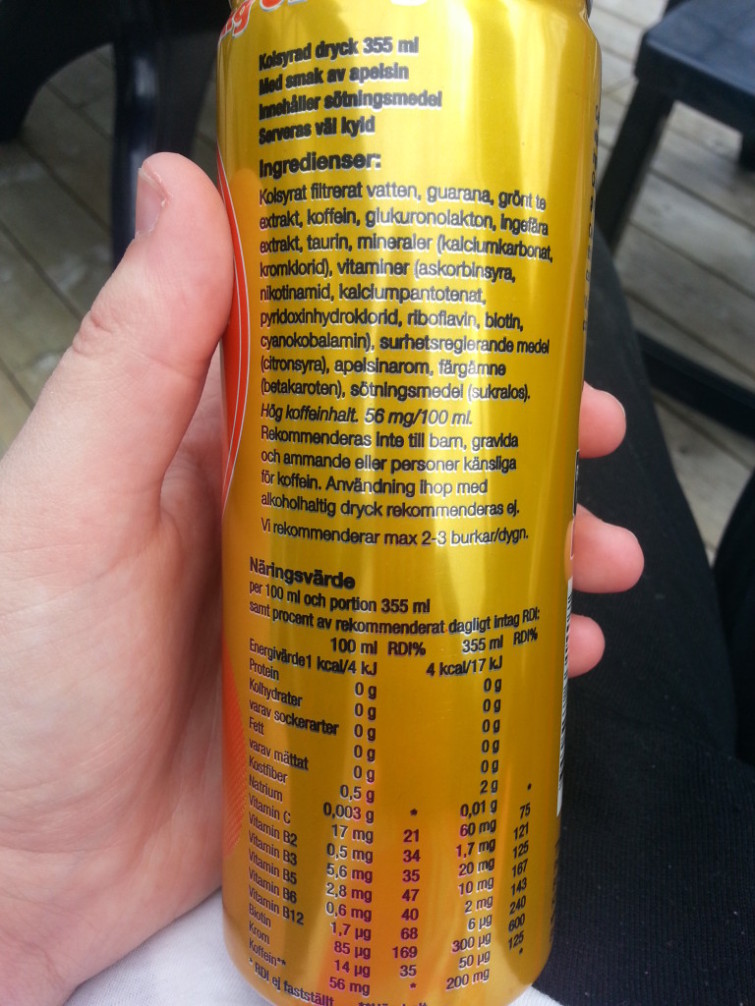 Kolsyrad dryck 355 ml
Med smak av apelsin
Innehåller sötningsmedel
Serveras väl kyld
Ingredienser:
Kolsyrat filtrerat vatten, guarana, grönt te
extrakt, koffein, glukuronolakton, ingefära
extrakt, taurin, mineraler (kalciumkarbonat,
kromklorid), vitaminer (askorbinsyra,
nikotinamid, kalciumpantotenat,
pyridoxinhydroklorid, riboflavin, biotin,
cyanokobalamin), surhetsreglerande medel
(citronsyra), apelsinarom, färgämne
(betakaroten), sötningsmedel (sukralos).
Hög koffeinhalt. 56 mg/100 ml.
Rekommenderas inte till barn, gravida
och ammande eller personer känsliga
för koffein. Användning ihop med
alkoholhaltig dryck rekommenderas ej.
Vi rekommenderar max 2-3 burkar/dygn.
Näringsvärde
per 100 ml och portion 355 ml
samt procent av rekommenderat dagligt intag RDI:
100 ml RDI% 355 ml RDI%
Energivärde 1 kcal/4 kJ 4 kcal/17 kJ
Protein 0 g 0 g
Kolhydrater 0 g 0 g
varav sockerarter 0 g 0 g
Fett 0 g 0 g
varav mättat 0 g 0 g
Kostfiber 0,5 g 2 g
Natrium 0,003 g * 0,01 g *
Vitamin C 17 mg 21 60 mg 75
Vitamin B2 0,5 mg 34 1,7 mg 121
Vitamin B3 5,6 mg 35 20 mg 125
Vitamin B5 2,8 mg 47 10 mg 167
Vitamin B6 0,6 mg 40 2 mg 143
Vitamin B12 1,7 µg 68 6 µg 240
Biotin 85 µg 169 300 µg 600
Krom 14 µg 35 50 µg 125
Koffein** 56 mg * 200 mg *
*RDI ej fastställt